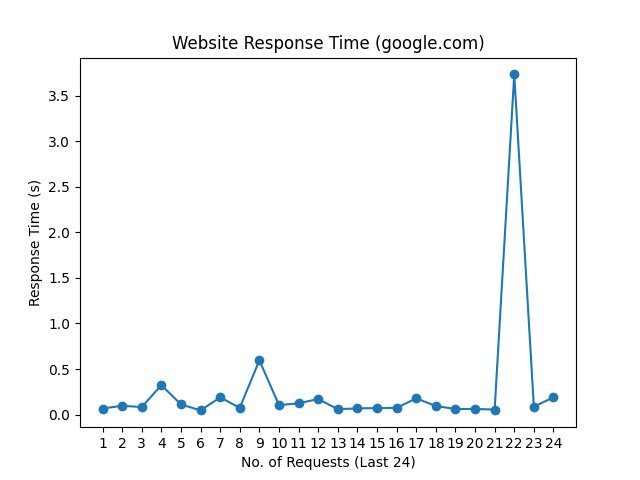 Website Response Time (google.com)
Response Time (s)
3.5
3.0
2.5
2.0
1.5
1.0
0.5
0.0
1 2 3 4 5 6 7 8 9 10 11 12 13 14 15 16 17 18 19 20 21 22 23 24
No. of Requests (Last 24)